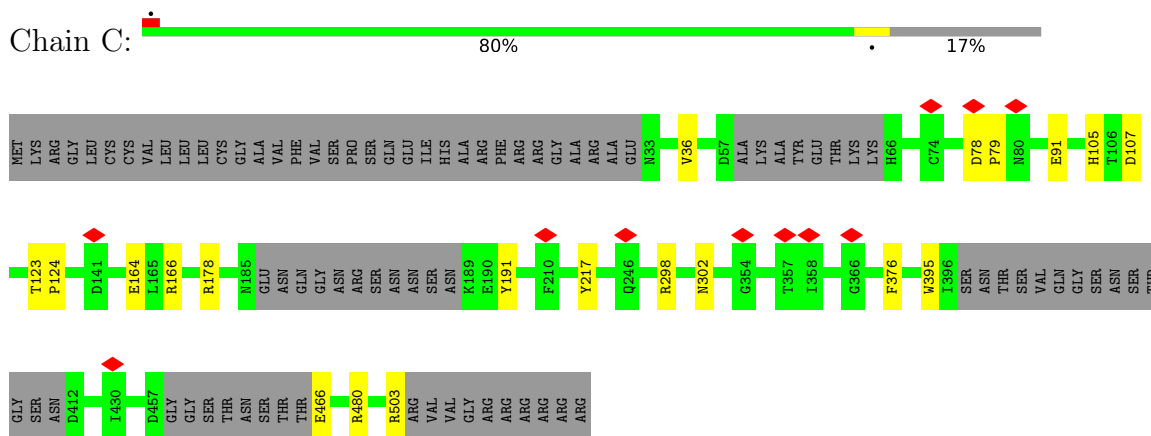 Chain C:
80%
17%
MET LYS ARG GLY LEU CYS CYS VAL LEU LEU LEU CYS GLY ALA VAL PHE VAL SER PRO SER GLN GLU ILE HIS ALA ARG PHE ARG ARG GLY ALA ARG ALA GLU N33 V36 D57 ALA LYS ALA TYR GLU THR LYS LYS H66 C74 D78 P79 N80 E91 H105 T106 D107
T123 P124 D141 E164 L165 R166 R178 N185 GLU ASN GLN GLY ASN ARG SER ASN ASN SER ASN K189 E190 Y191 F210 Y217 Q246 R298 N302 G354 T357 I358 G366 F376 W395 I396 SER ASN THR SER VAL GLN GLY SER ASN SER THR
GLY SER ASN D412 I430 D457 GLY GLY SER THR ASN SER THR THR E466 R480 R503 ARG VAL VAL GLY ARG ARG ARG ARG ARG ARG